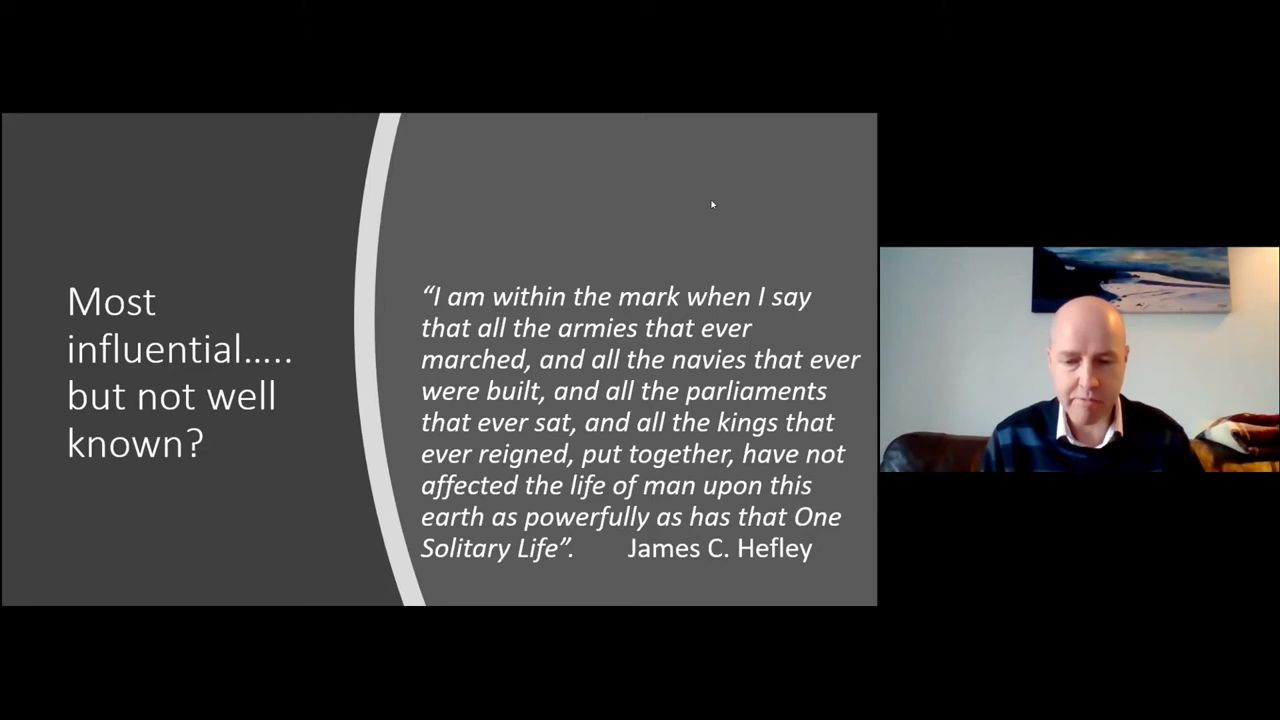 Most
influential…..
but not well
known?
“I am within the mark when I say
that all the armies that ever
marched, and all the navies that ever
were built, and all the parliaments
that ever sat, and all the kings that
ever reigned, put together, have not
affected the life of man upon this
earth as powerfully as has that One
Solitary Life”. James C. Hefley